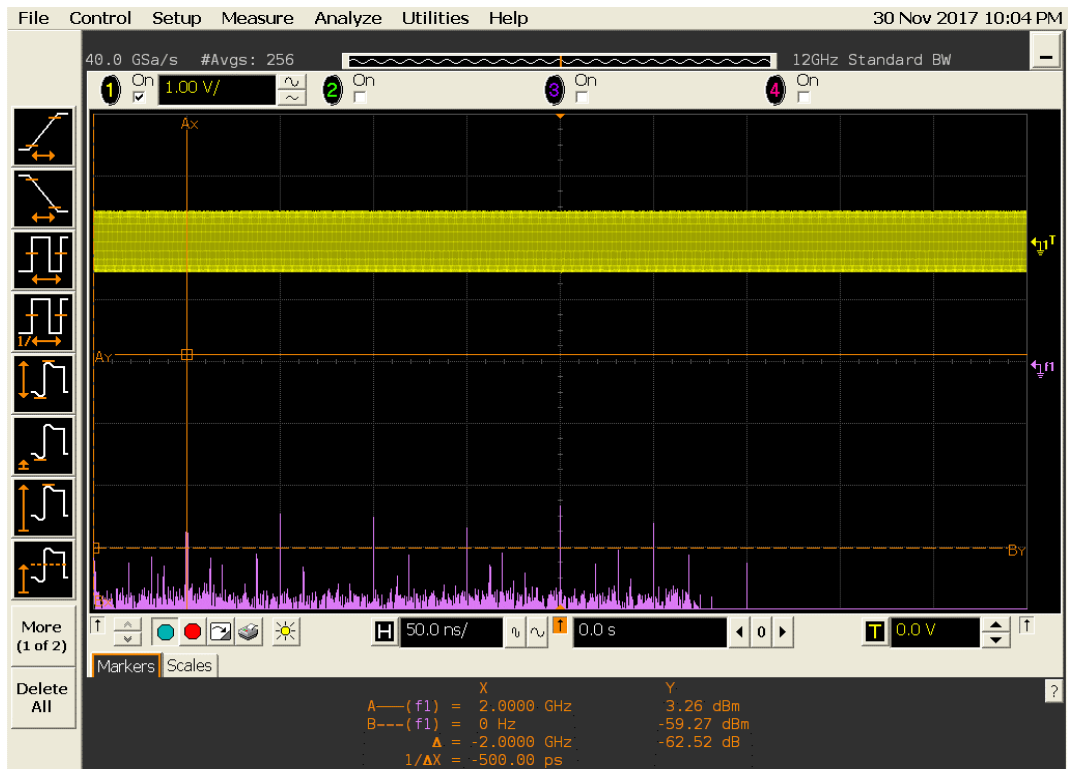 File Control Setup Measure Analyze Utilities Help 30 Nov 2017 10:04 PM
40.0 GSa/s #Avgs: 256 12GHz Standard BW
1 On 1.00 V/ 2 On 3 On 4 On
Ax
1 T
Ay
f1
By
1/
More
(1 of 2)
H 50.0 ns/ 0.0 s 0 T 0.0 V
Markers Scales
Delete
All
?
X Y
A——(f1) = 2.0000 GHz 3.26 dBm
B---(f1) = 0 Hz -59.27 dBm
Δ = -2.0000 GHz -62.52 dB
1/ΔX = -500.00 ps